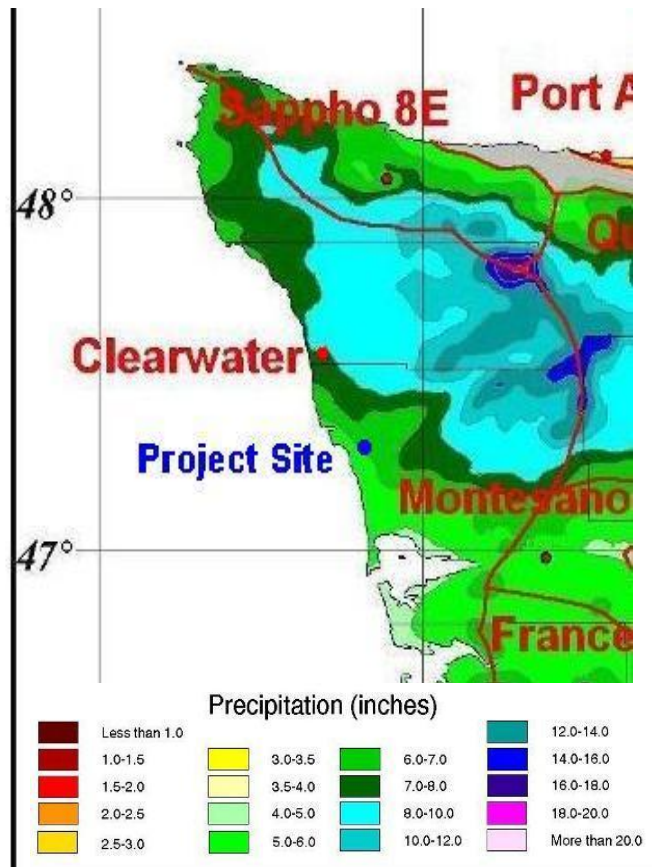 Port A
Sappho 8E
48°
Qu
Clearwater
Project Site
Montesano
47°
France
Precipitation (inches)
Less than 1.0
1.0-1.5
1.5-2.0
2.0-2.5
2.5-3.0
3.0-3.5
3.5-4.0
4.0-5.0
5.0-6.0
6.0-7.0
7.0-8.0
8.0-10.0
10.0-12.0
12.0-14.0
14.0-16.0
16.0-18.0
18.0-20.0
More than 20.0